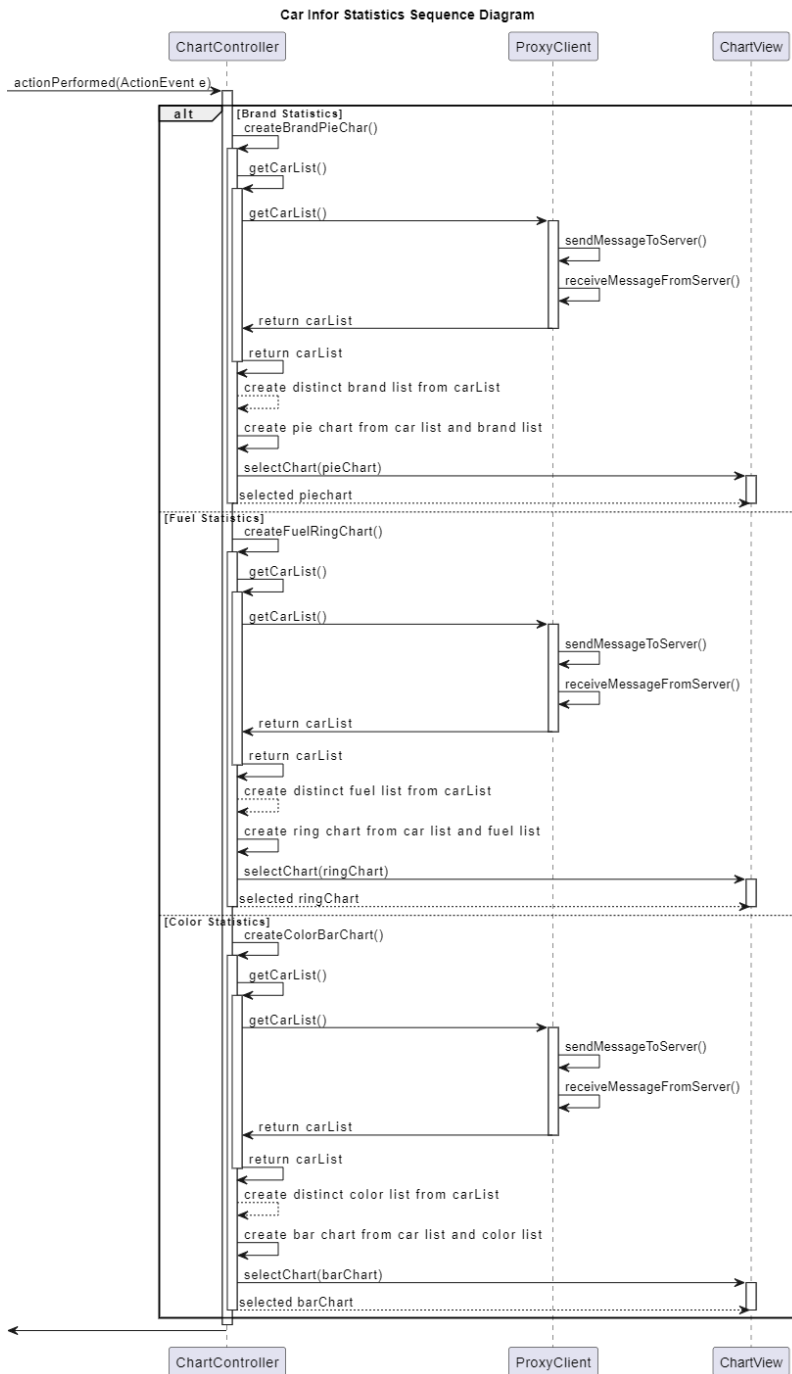 Car Infor Statistics Sequence Diagram
ChartController ProxyClient ChartView
actionPerformed(ActionEvent e)
alt [Brand Statistics]
createBrandPieChar()
getCarList()
getCarList()
sendMessageToServer()
receiveMessageFromServer()
return carList
return carList
create distinct brand list from carList
create pie chart from car list and brand list
selectChart(pieChart)
selected piechart
[Fuel Statistics]
createFuelRingChart()
getCarList()
getCarList()
sendMessageToServer()
receiveMessageFromServer()
return carList
return carList
create distinct fuel list from carList
create ring chart from car list and fuel list
selectChart(ringChart)
selected ringChart
[Color Statistics]
createColorBarChart()
getCarList()
getCarList()
sendMessageToServer()
receiveMessageFromServer()
return carList
return carList
create distinct color list from carList
create bar chart from car list and color list
selectChart(barChart)
selected barChart
ChartController ProxyClient ChartView